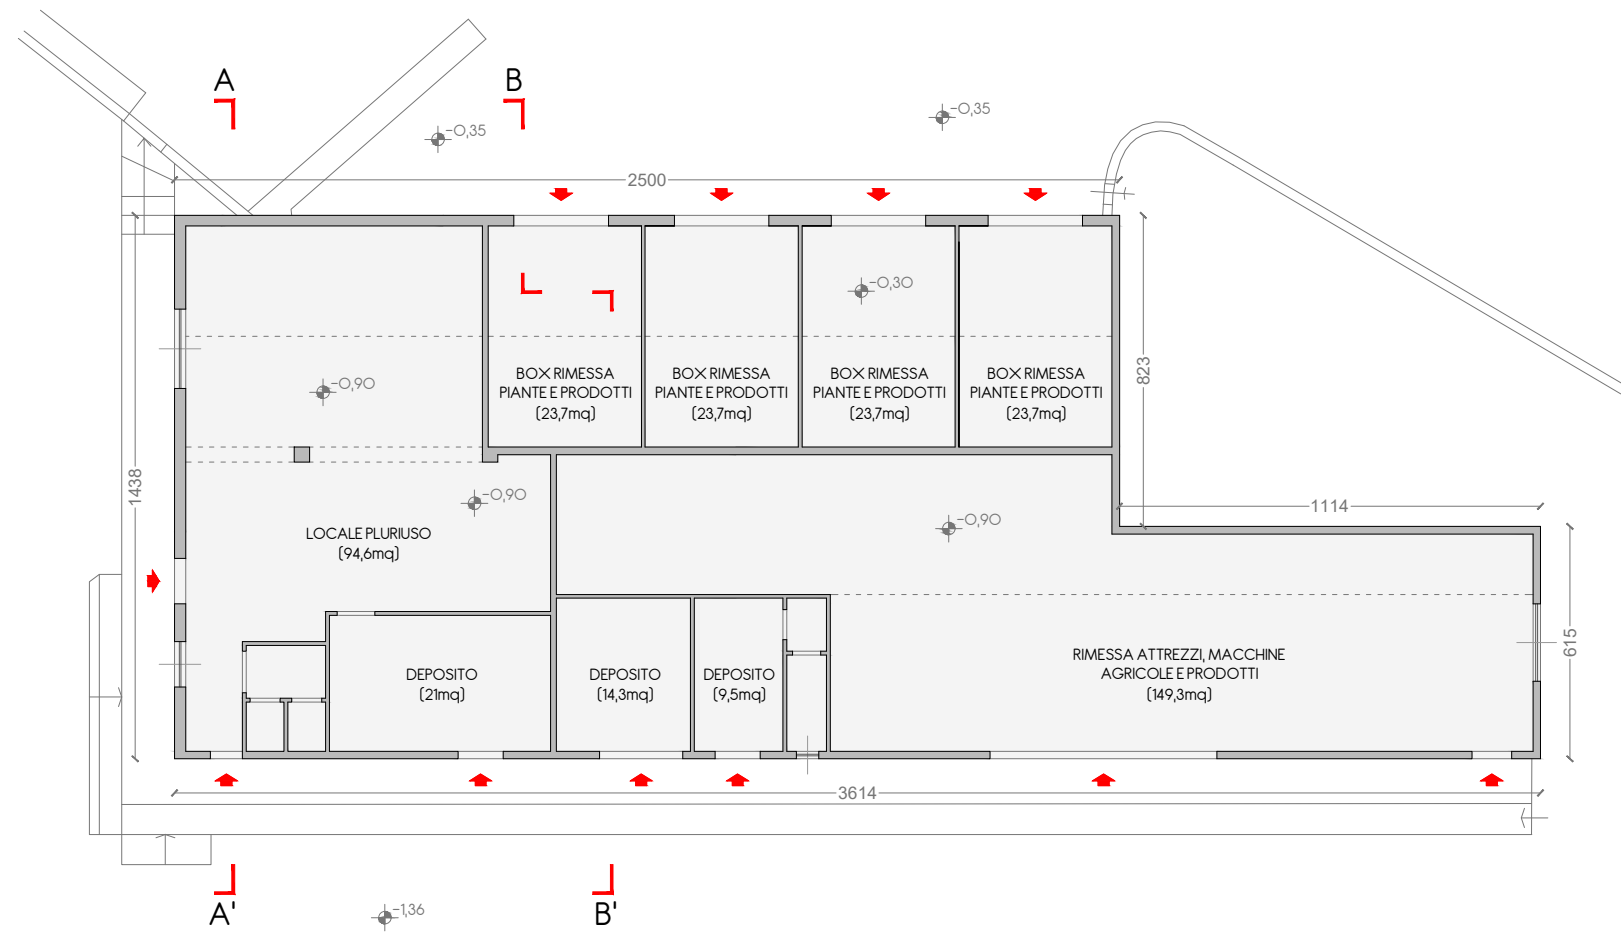 A
B
-0,35
-0,35
2500
-0,30
823
BOX RIMESSA
PIANTE E PRODOTTI
(23,7mq)
BOX RIMESSA
PIANTE E PRODOTTI
(23,7mq)
BOX RIMESSA
PIANTE E PRODOTTI
(23,7mq)
BOX RIMESSA
PIANTE E PRODOTTI
(23,7mq)
-0,90
1438
-0,90
-0,90
1114
LOCALE PLURIUSO
(94,6mq)
615
DEPOSITO
(21mq)
DEPOSITO
(14,3mq)
DEPOSITO
(9,5mq)
RIMESSA ATTREZZI, MACCHINE
AGRICOLE E PRODOTTI
(149,3mq)
3614
A'
B'
-1,36